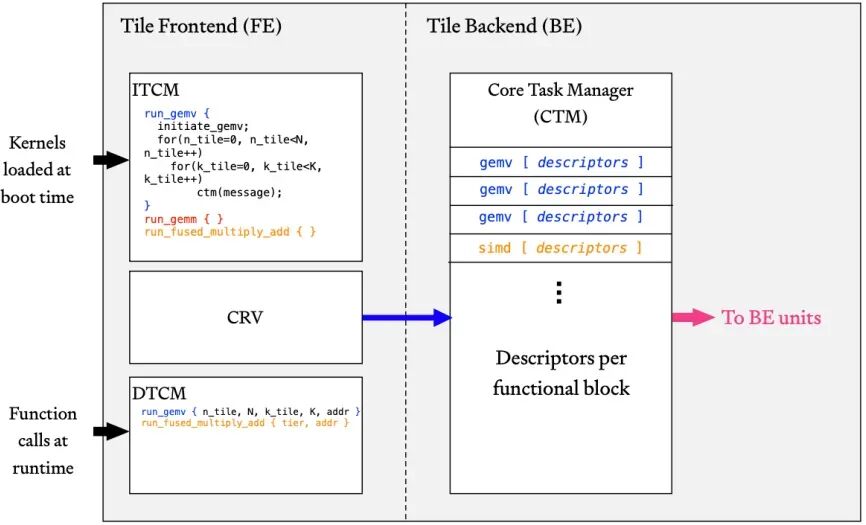 Tile Frontend (FE)
Tile Backend (BE)
Kernels
loaded at
boot time
ITCM
run_gemv {
initiate_gemv;
for(n_tile=0, n_tile<N,
n_tile++)
for(k_tile=0, k_tile<K,
k_tile++)
ctm(message);
}
run_gemm { }
run_fused_multiply_add { }
CRV
Function
calls at
runtime
DTCM
run_gemv { n_tile, N, k_tile, K, addr }
run_fused_multiply_add { tier, addr }
Core Task Manager
(CTM)
gemv [ descriptors ]
gemv [ descriptors ]
gemv [ descriptors ]
simd [ descriptors ]
⋮
Descriptors per
functional block
To BE units